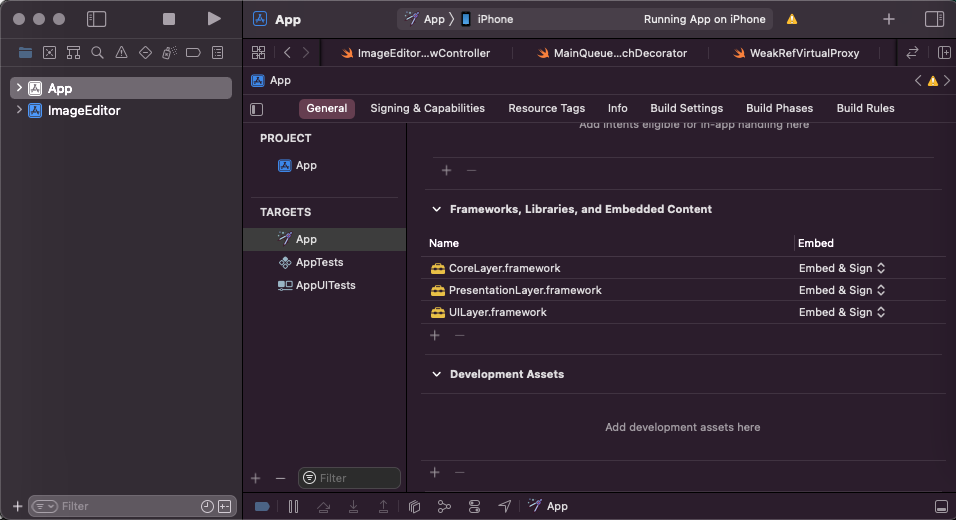 App
App
iPhone
Running App on iPhone
ImageEditor...wController
MainQueue...chDecorator
WeakRefVirtualProxy
App
ImageEditor
App
General
Signing & Capabilities
Resource Tags
Info
Build Settings
Build Phases
Build Rules
PROJECT
App
TARGETS
App
AppTests
AppUITests
Filter
Add intents eligible for in-app handling here
Frameworks, Libraries, and Embedded Content
Name
Embed
CoreLayer.framework
Embed & Sign
PresentationLayer.framework
Embed & Sign
UILayer.framework
Embed & Sign
Development Assets
Add development assets here
Filter
App